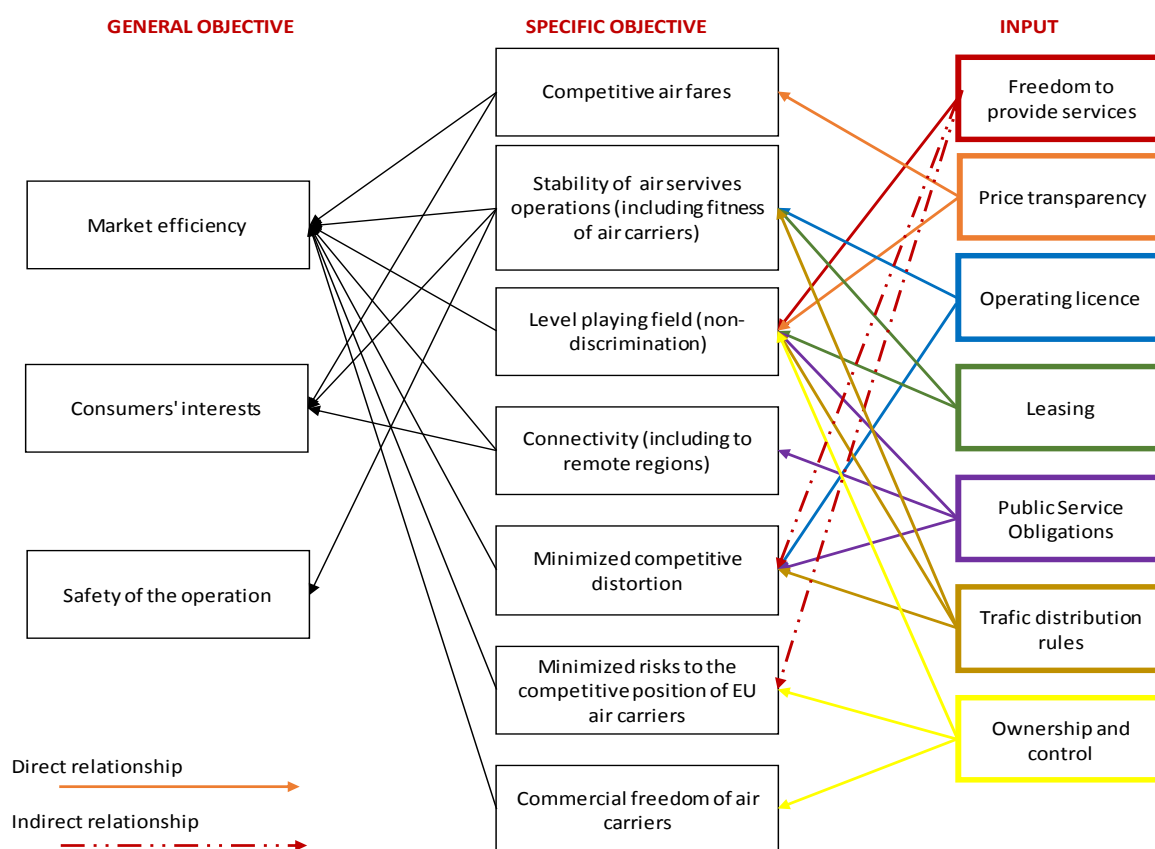 GENERAL OBJECTIVE
SPECIFIC OBJECTIVE
INPUT
Market efficiency
Consumers' interests
Safety of the operation
Competitive air fares
Stability of air servives
operations (including fitness
of air carriers)
Level playing field (non-
discrimination)
Connectivity (including to
remote regions)
Minimized competitive
distortion
Minimized risks to the
competitive position of EU
air carriers
Commercial freedom of air
carriers
Freedom to
provide services
Price transparency
Operating licence
Leasing
Public Service
Obligations
Trafic distribution
rules
Ownership and
control
Direct relationship
Indirect relationship